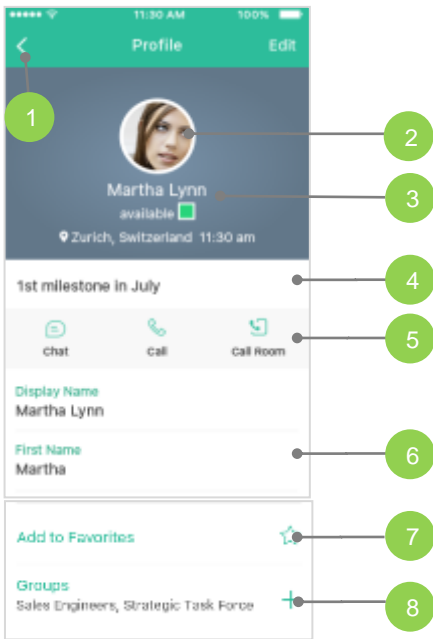 11:30 AM 100%
Profile Edit
1
2
Martha Lynn
3
available
Zurich, Switzerland 11:30 am
1st milestone in July
4
Chat Call Call Room
5
Display Name
Martha Lynn
First Name
Martha
6
Add to Favorites
7
Groups
Sales Engineers, Strategic Task Force
8